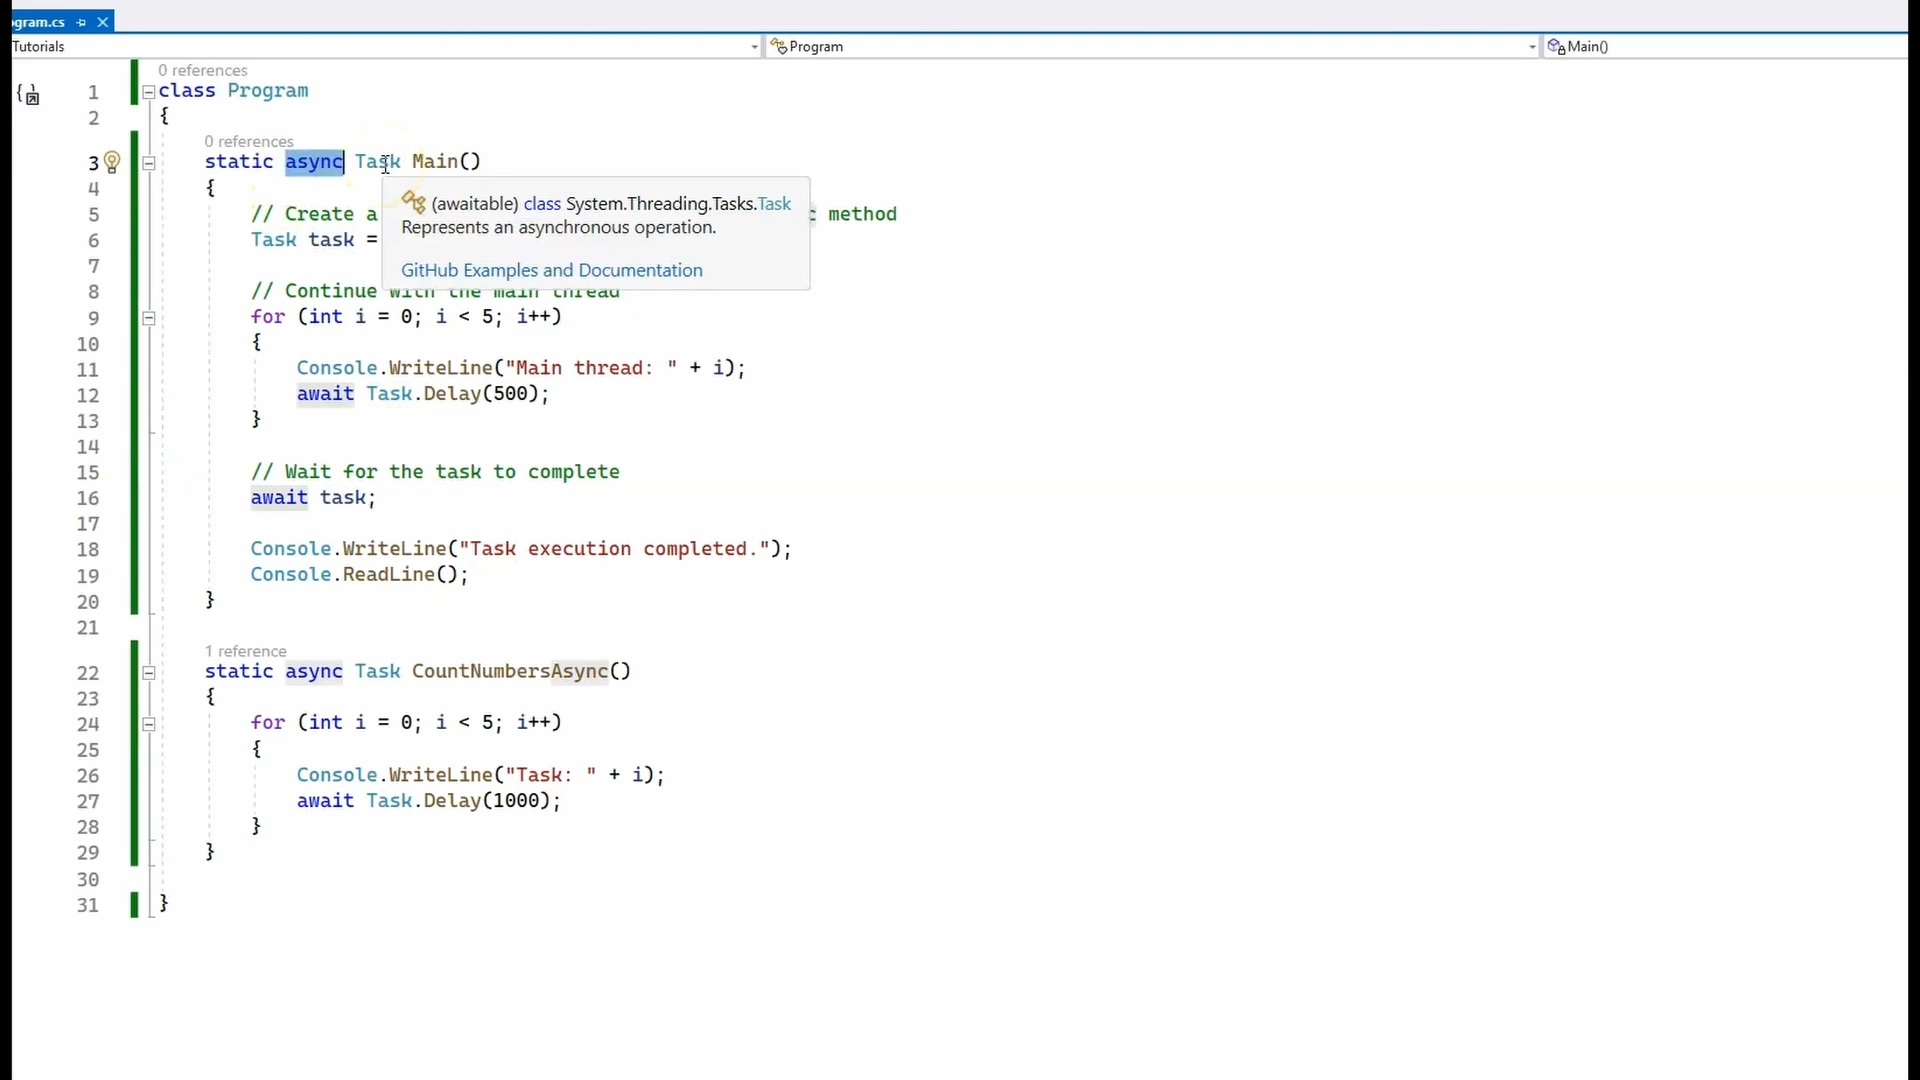 ogram.cs
Tutorials
Program
Main()
0 references
1 class Program
2 {
0 references
3 static async Task Main()
4 {
(awaitable) class System.Threading.Tasks.Task
Represents an asynchronous operation.
GitHub Examples and Documentation
5 // Create a method
6 Task task =
7
8 // Continue with the main thread
9 for (int i = 0; i < 5; i++)
10 {
11 Console.WriteLine("Main thread: " + i);
12 await Task.Delay(500);
13 }
14
15 // Wait for the task to complete
16 await task;
17
18 Console.WriteLine("Task execution completed.");
19 Console.ReadLine();
20 }
21
1 reference
22 static async Task CountNumbersAsync()
23 {
24 for (int i = 0; i < 5; i++)
25 {
26 Console.WriteLine("Task: " + i);
27 await Task.Delay(1000);
28 }
29 }
30
31 }